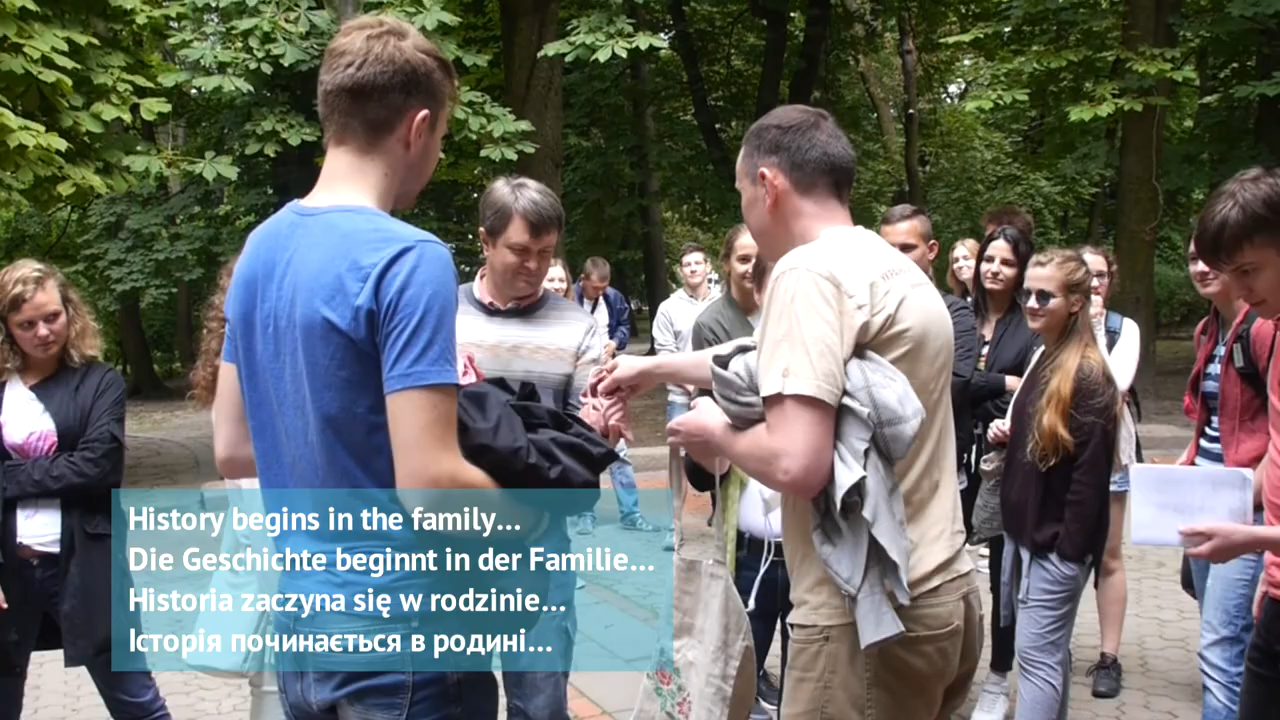 History begins in the family...
Die Geschichte beginnt in der Familie...
Historia zaczyna się w rodzinie...
Історія починається в родині...